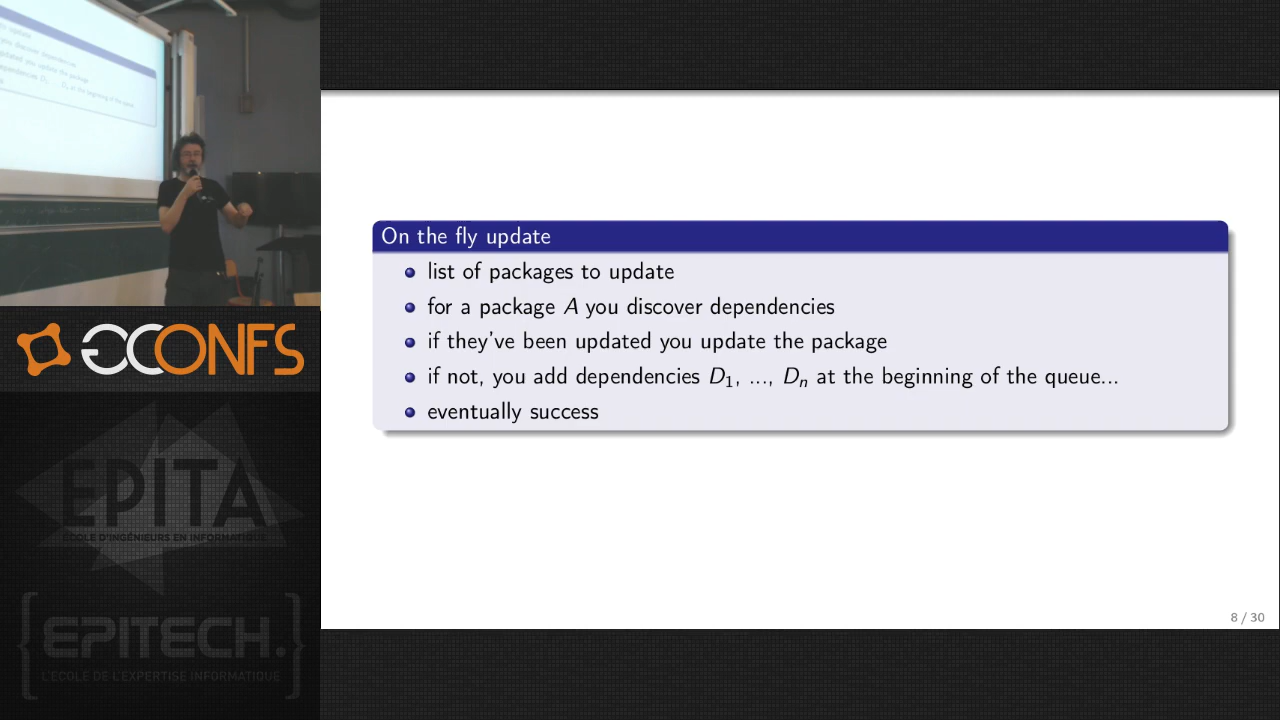 On the fly update
list of packages to update
for a package A you discover dependencies
if they've been updated you update the package
if not, you add dependencies D1, ..., Dn at the beginning of the queue...
eventually success
8 / 30
GCONFS
EPITA
ÉCOLE D'INGÉNIEURS EN INFORMATIQUE
{EPITECH.}
L'ÉCOLE DE L'EXPERTISE INFORMATIQUE